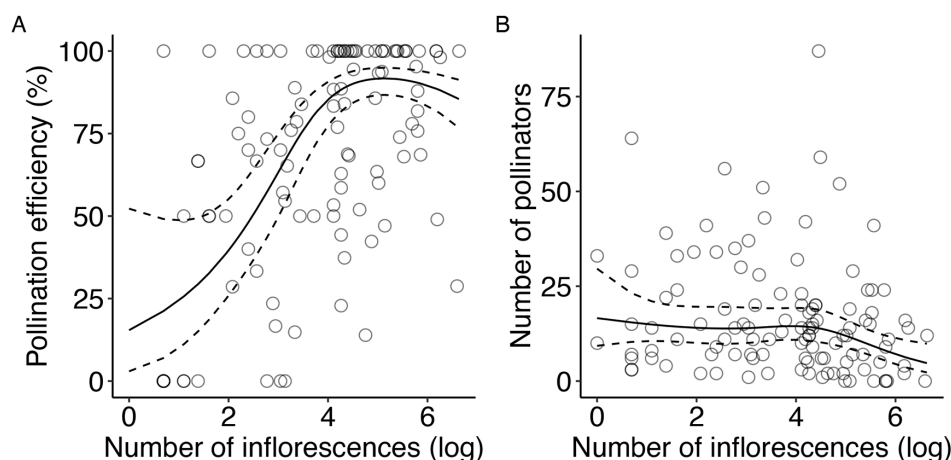 A
Pollination efficiency (%)
100
75
50
25
0
0 2 4 6
Number of inflorescences (log)
B
Number of pollinators
75
50
25
0
0 2 4 6
Number of inflorescences (log)